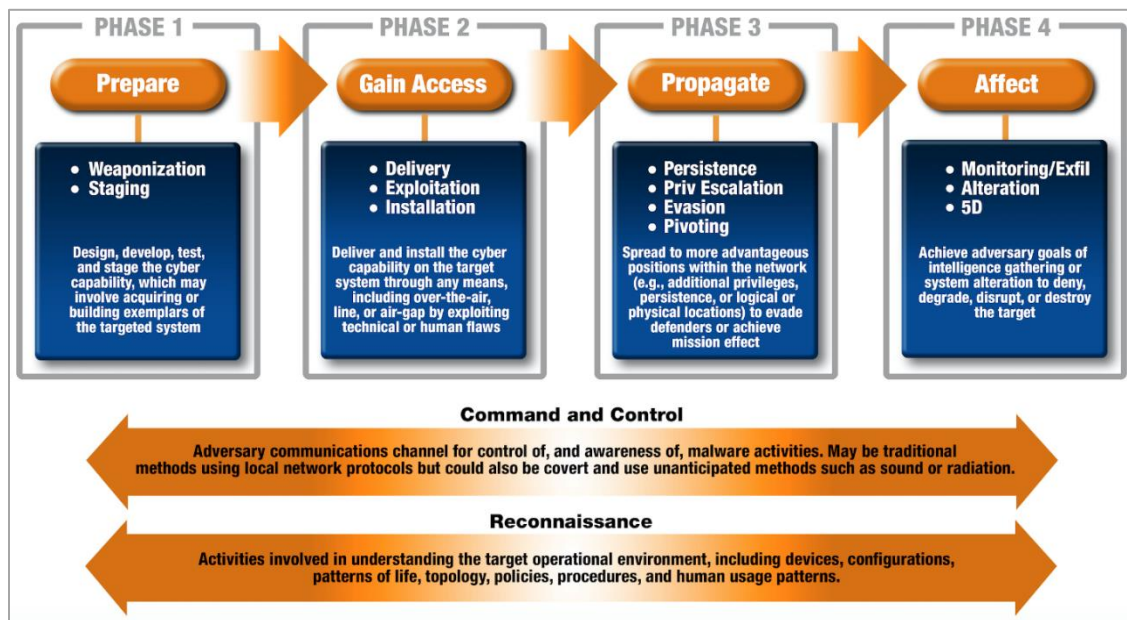 PHASE 1
Prepare
• Weaponization
• Staging
Design, develop, test,
and stage the cyber
capability, which may
involve acquiring or
building exemplars of
the targeted system
PHASE 2
Gain Access
• Delivery
• Exploitation
• Installation
Deliver and install the cyber
capability on the target
system through any means,
including over-the-air,
line, or air-gap by exploiting
technical or human flaws
PHASE 3
Propagate
• Persistence
• Priv Escalation
• Evasion
• Pivoting
Spread to more advantageous
positions within the network
(e.g., additional privileges,
persistence, or logical or
physical locations) to evade
defenders or achieve
mission effect
PHASE 4
Affect
• Monitoring/Exfil
• Alteration
• 5D
Achieve adversary goals of
intelligence gathering or
system alteration to deny,
degrade, disrupt, or destroy
the target
Command and Control
Adversary communications channel for control of, and awareness of, malware activities. May be traditional
methods using local network protocols but could also be covert and use unanticipated methods such as sound or radiation.
Reconnaissance
Activities involved in understanding the target operational environment, including devices, configurations,
patterns of life, topology, policies, procedures, and human usage patterns.